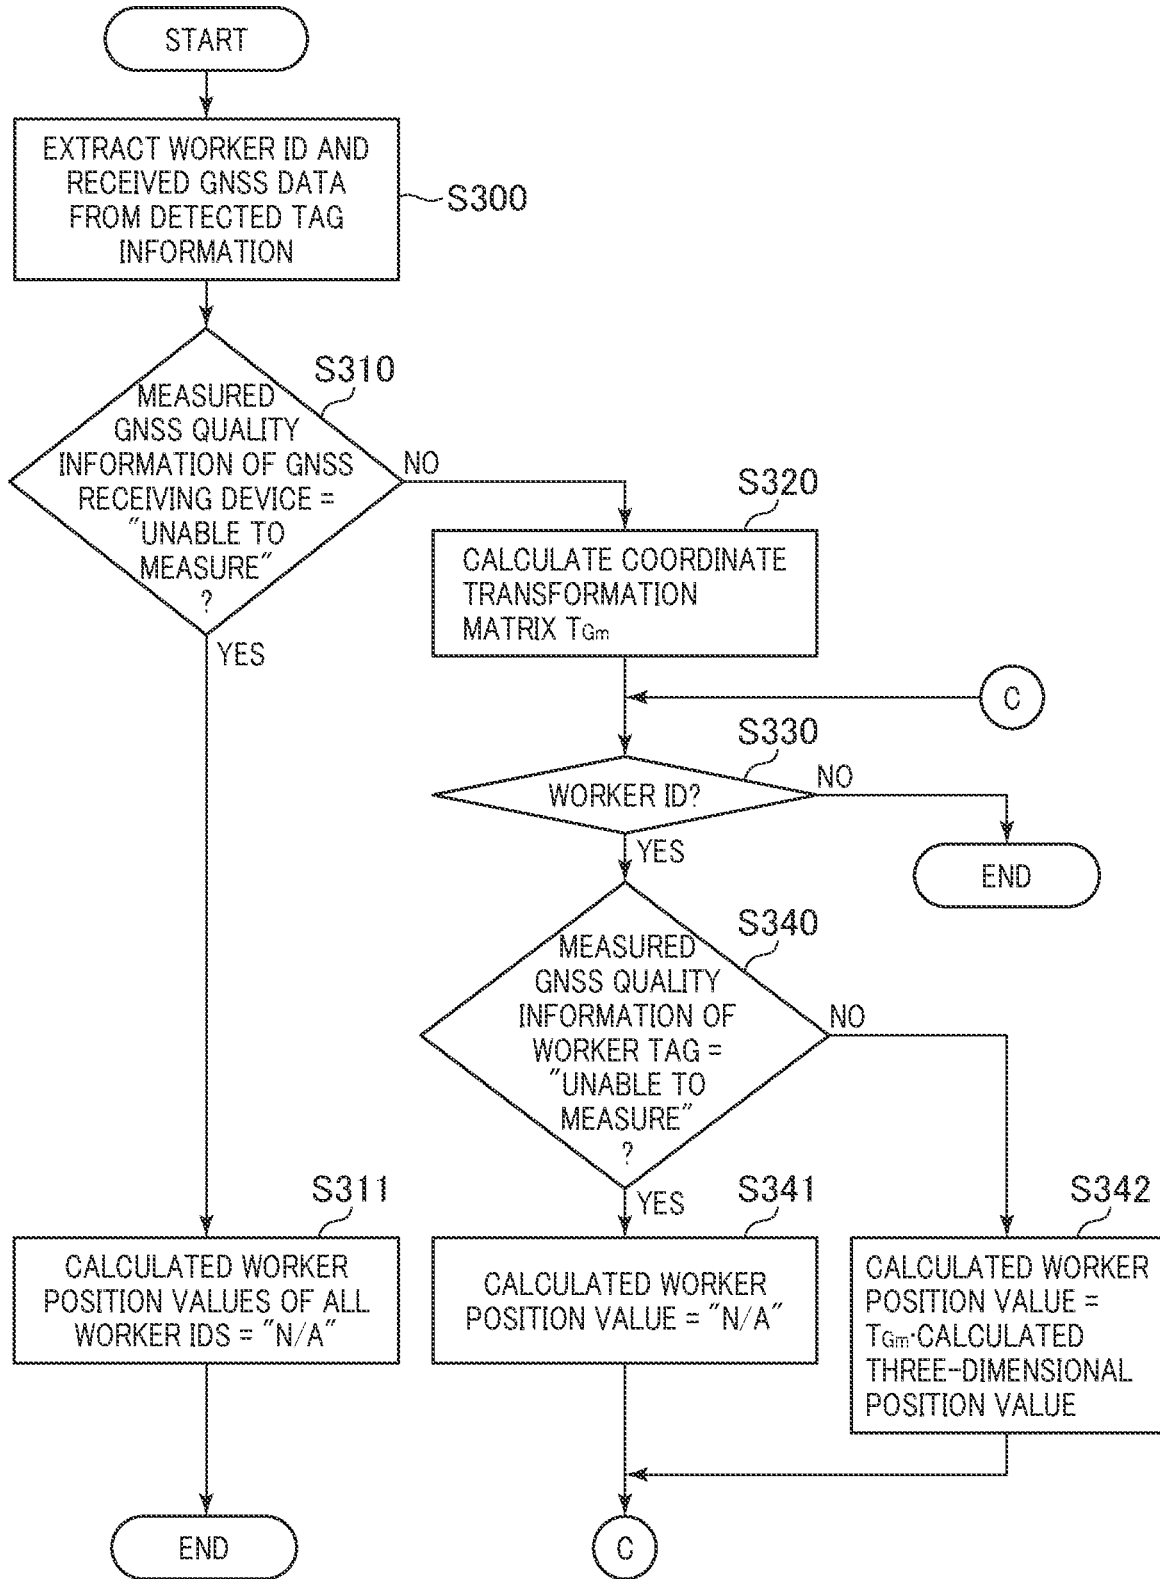 START
EXTRACT WORKER ID AND
RECEIVED GNSS DATA
FROM DETECTED TAG
INFORMATION
S300
S310
MEASURED
GNSS QUALITY
INFORMATION OF GNSS
RECEIVING DEVICE =
"UNABLE TO
MEASURE"
?
NO
YES
S320
CALCULATE COORDINATE
TRANSFORMATION
MATRIX TGm
C
S330
WORKER ID?
NO
YES
END
S340
MEASURED
GNSS QUALITY
INFORMATION OF
WORKER TAG =
"UNABLE TO
MEASURE"
?
NO
YES
S311
CALCULATED WORKER
POSITION VALUES OF ALL
WORKER IDS = "N/A"
S341
CALCULATED WORKER
POSITION VALUE = "N/A"
S342
CALCULATED WORKER
POSITION VALUE =
TGm·CALCULATED
THREE-DIMENSIONAL
POSITION VALUE
END
C